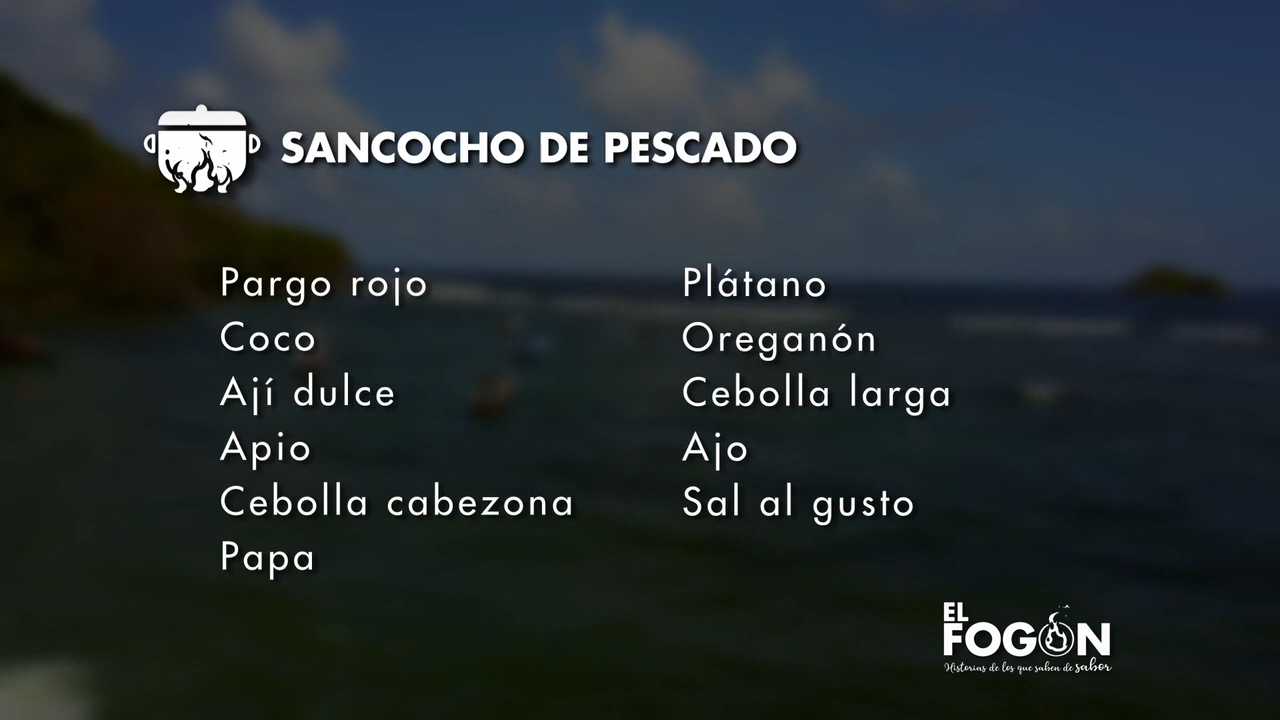 SANCOCHO DE PESCADO
Pargo rojo
Coco
Ají dulce
Apio
Cebolla cabezona
Papa
Plátano
Oreganón
Cebolla larga
Ajo
Sal al gusto
EL
FOGÓN
Historias de los que saben de sabor